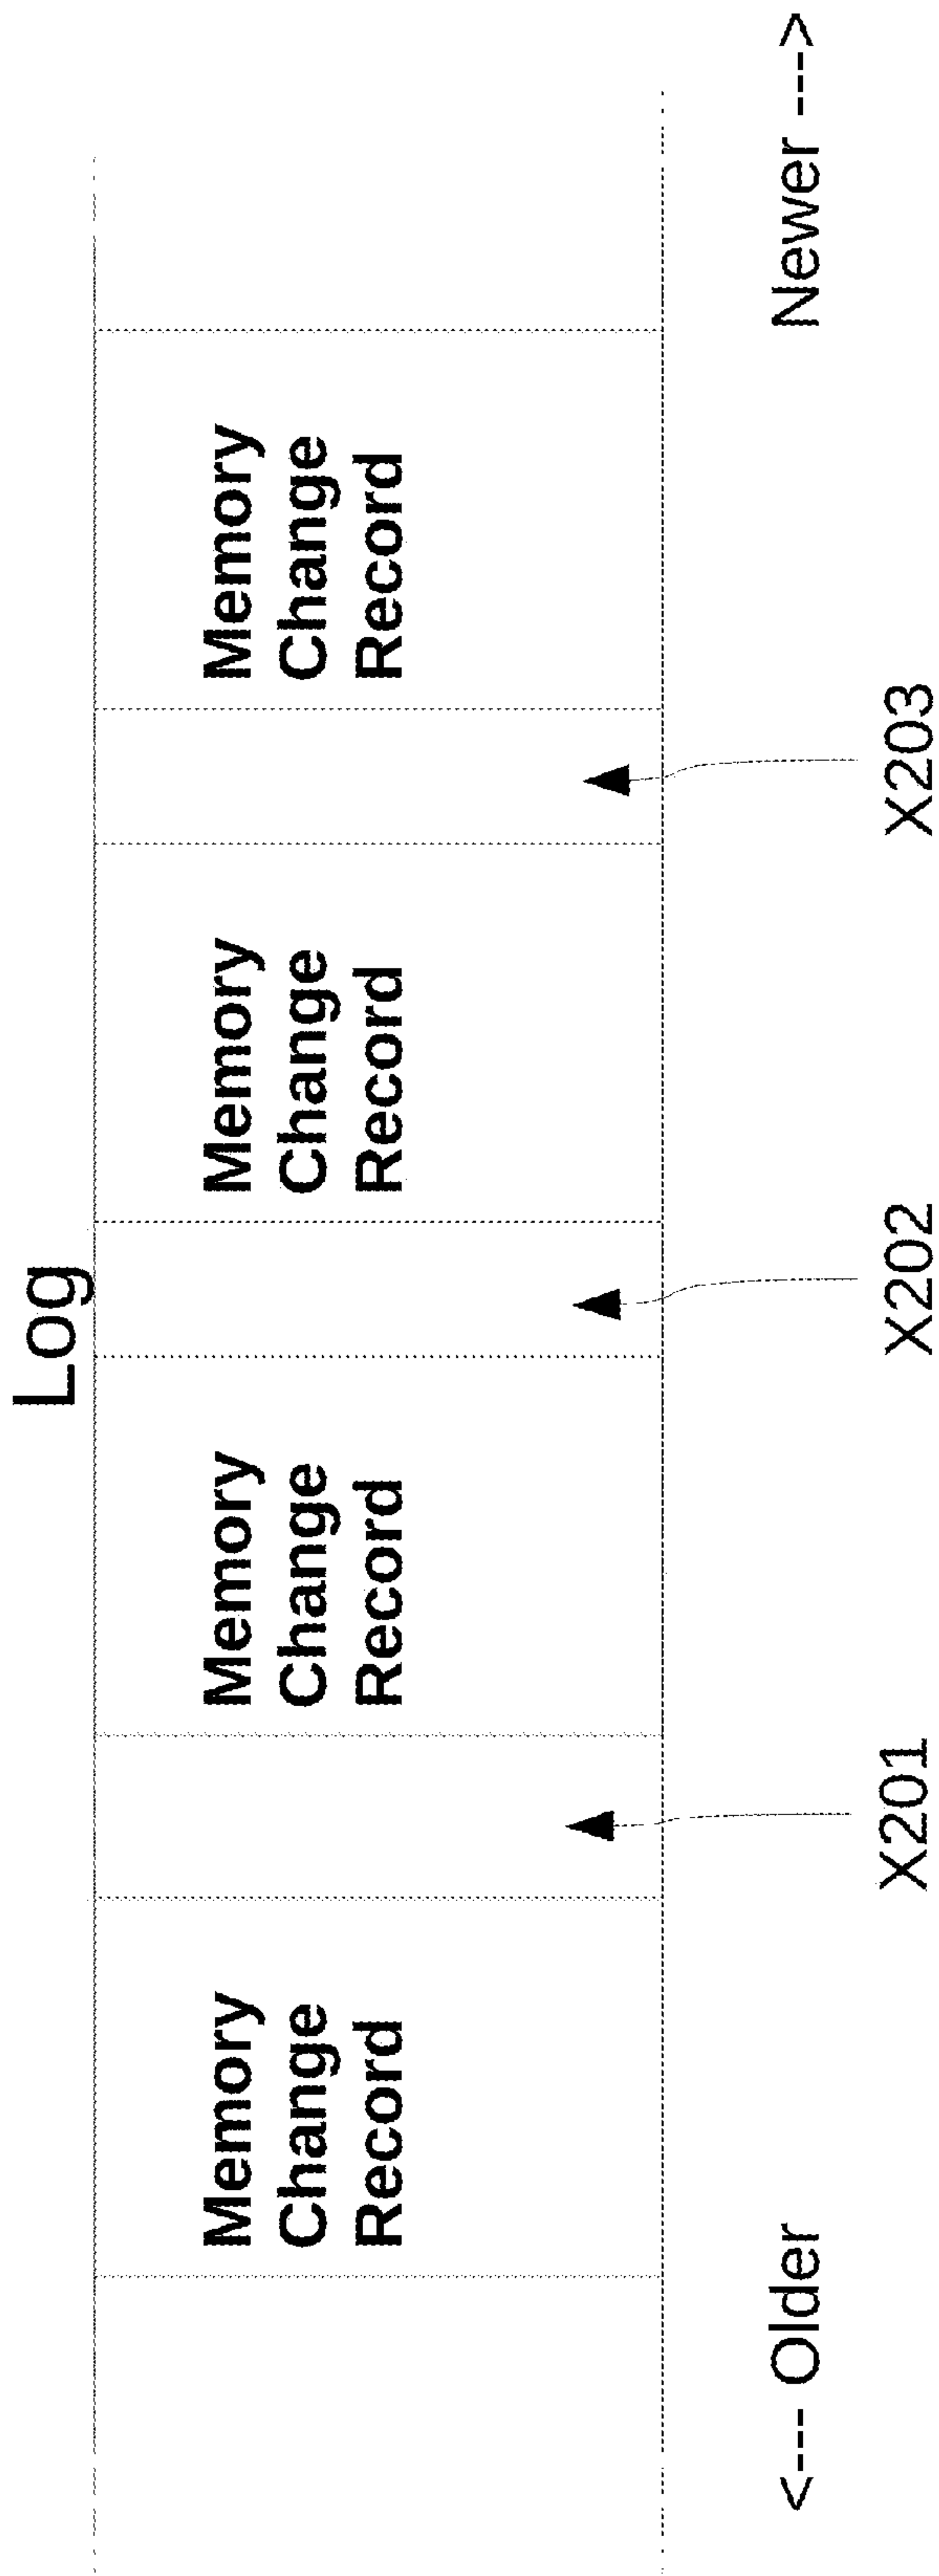 Log
Memory
Change
Record
Memory
Change
Record
Memory
Change
Record
Memory
Change
Record
<--- Older
Newer --->
X201
X202
X203